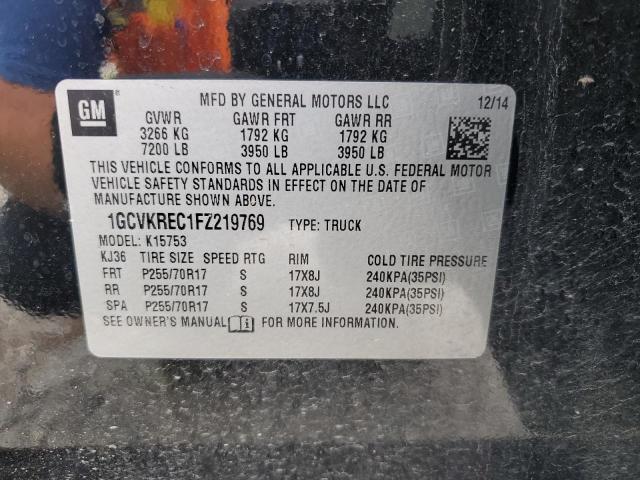 GM
MFD BY GENERAL MOTORS LLC 12/14
GVWR GAWR FRT GAWR RR
3266 KG 1792 KG 1792 KG
7200 LB 3950 LB 3950 LB
THIS VEHICLE CONFORMS TO ALL APPLICABLE U.S. FEDERAL MOTOR
VEHICLE SAFETY STANDARDS IN EFFECT ON THE DATE OF
MANUFACTURE SHOWN ABOVE.
1GCVKREC1FZ219769 TYPE: TRUCK
MODEL: K15753
KJ36 TIRE SIZE SPEED RTG RIM COLD TIRE PRESSURE
FRT P255/70R17 S 17X8J 240KPA(35PSI)
RR P255/70R17 S 17X8J 240KPA(35PSI)
SPA P255/70R17 S 17X7.5J 240KPA(35PSI)
SEE OWNER'S MANUAL FOR MORE INFORMATION.